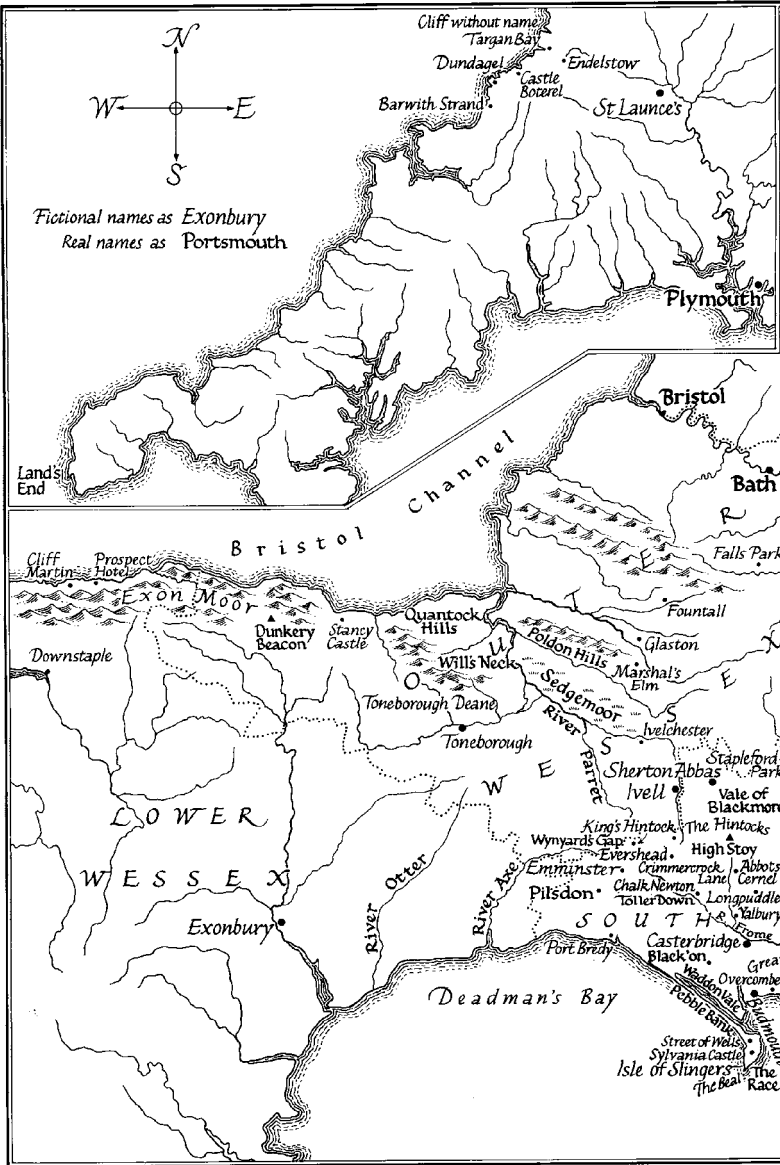 Cliff without name
Targan Bay
Dundagel
Endelstow
Castle
Boterel
Barwith Strand
St Launce's
N
W
E
S
Fictional names as Exonbury
Real names as Portsmouth
Plymouth
Land's
End
Bristol
Bath
Bristol Channel
Falls Park
Cliff
Martin
Prospect
Hotel
Exon Moor
Dunkery
Beacon
Stancy
Castle
Quantock
Hills
Will's Neck
Fountall
Glaston
Poldon Hills
Marshal's
Elm
Downstaple
Sedgemoor
Toneborough Deane
Toneborough
River
Parret
Ivelchester
OUTER
WESSEX
Stapleford
Park
Sherton Abbas
Ivell
Vale of
Blackmore
LOWER
WESSEX
King's Hintock
The Hintocks
Wynyard's Gap
High Stoy
Evershead
Crimmercrock
Lane
Abbots
Cernel
Emminster
Pilsdon
Chalk Newton
Toller Down
Longpuddle
Yalbury
River Otter
River Axe
SOUTH
R. Frome
Exonbury
Port Bredy
Casterbridge
Black'on
Great
Overcombe
Waddon Vale
Pebble Bank
Budmouth
Deadman's Bay
Street of Wells
Sylvania Castle
Isle of Slingers
The Beal
The
Race